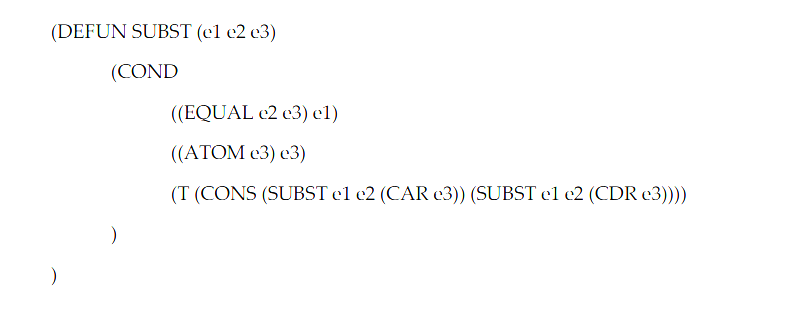 (DEFUN SUBST (e1 e2 e3)
(COND
((EQUAL e2 e3) e1)
((ATOM e3) e3)
(T (CONS (SUBST e1 e2 (CAR e3)) (SUBST e1 e2 (CDR e3))))
)
)